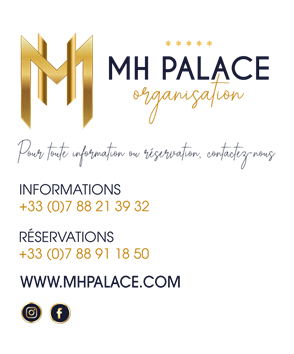 MH PALACE
organisation
Pour toute information ou réservation, contactez-nous
INFORMATIONS
+33 (0)7 88 21 39 32
RÉSERVATIONS
+33 (0)7 88 91 18 50
WWW.MHPALACE.COM